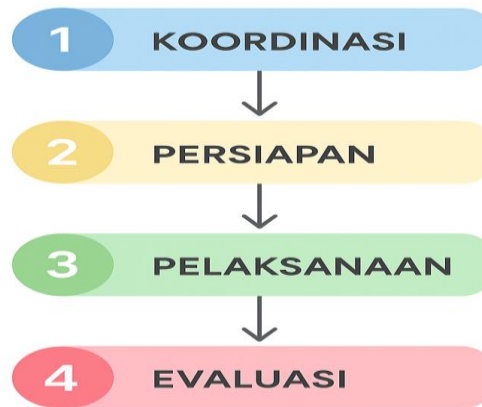 1 KOORDINASI
2 PERSIAPAN
3 PELAKSANAAN
4 EVALUASI